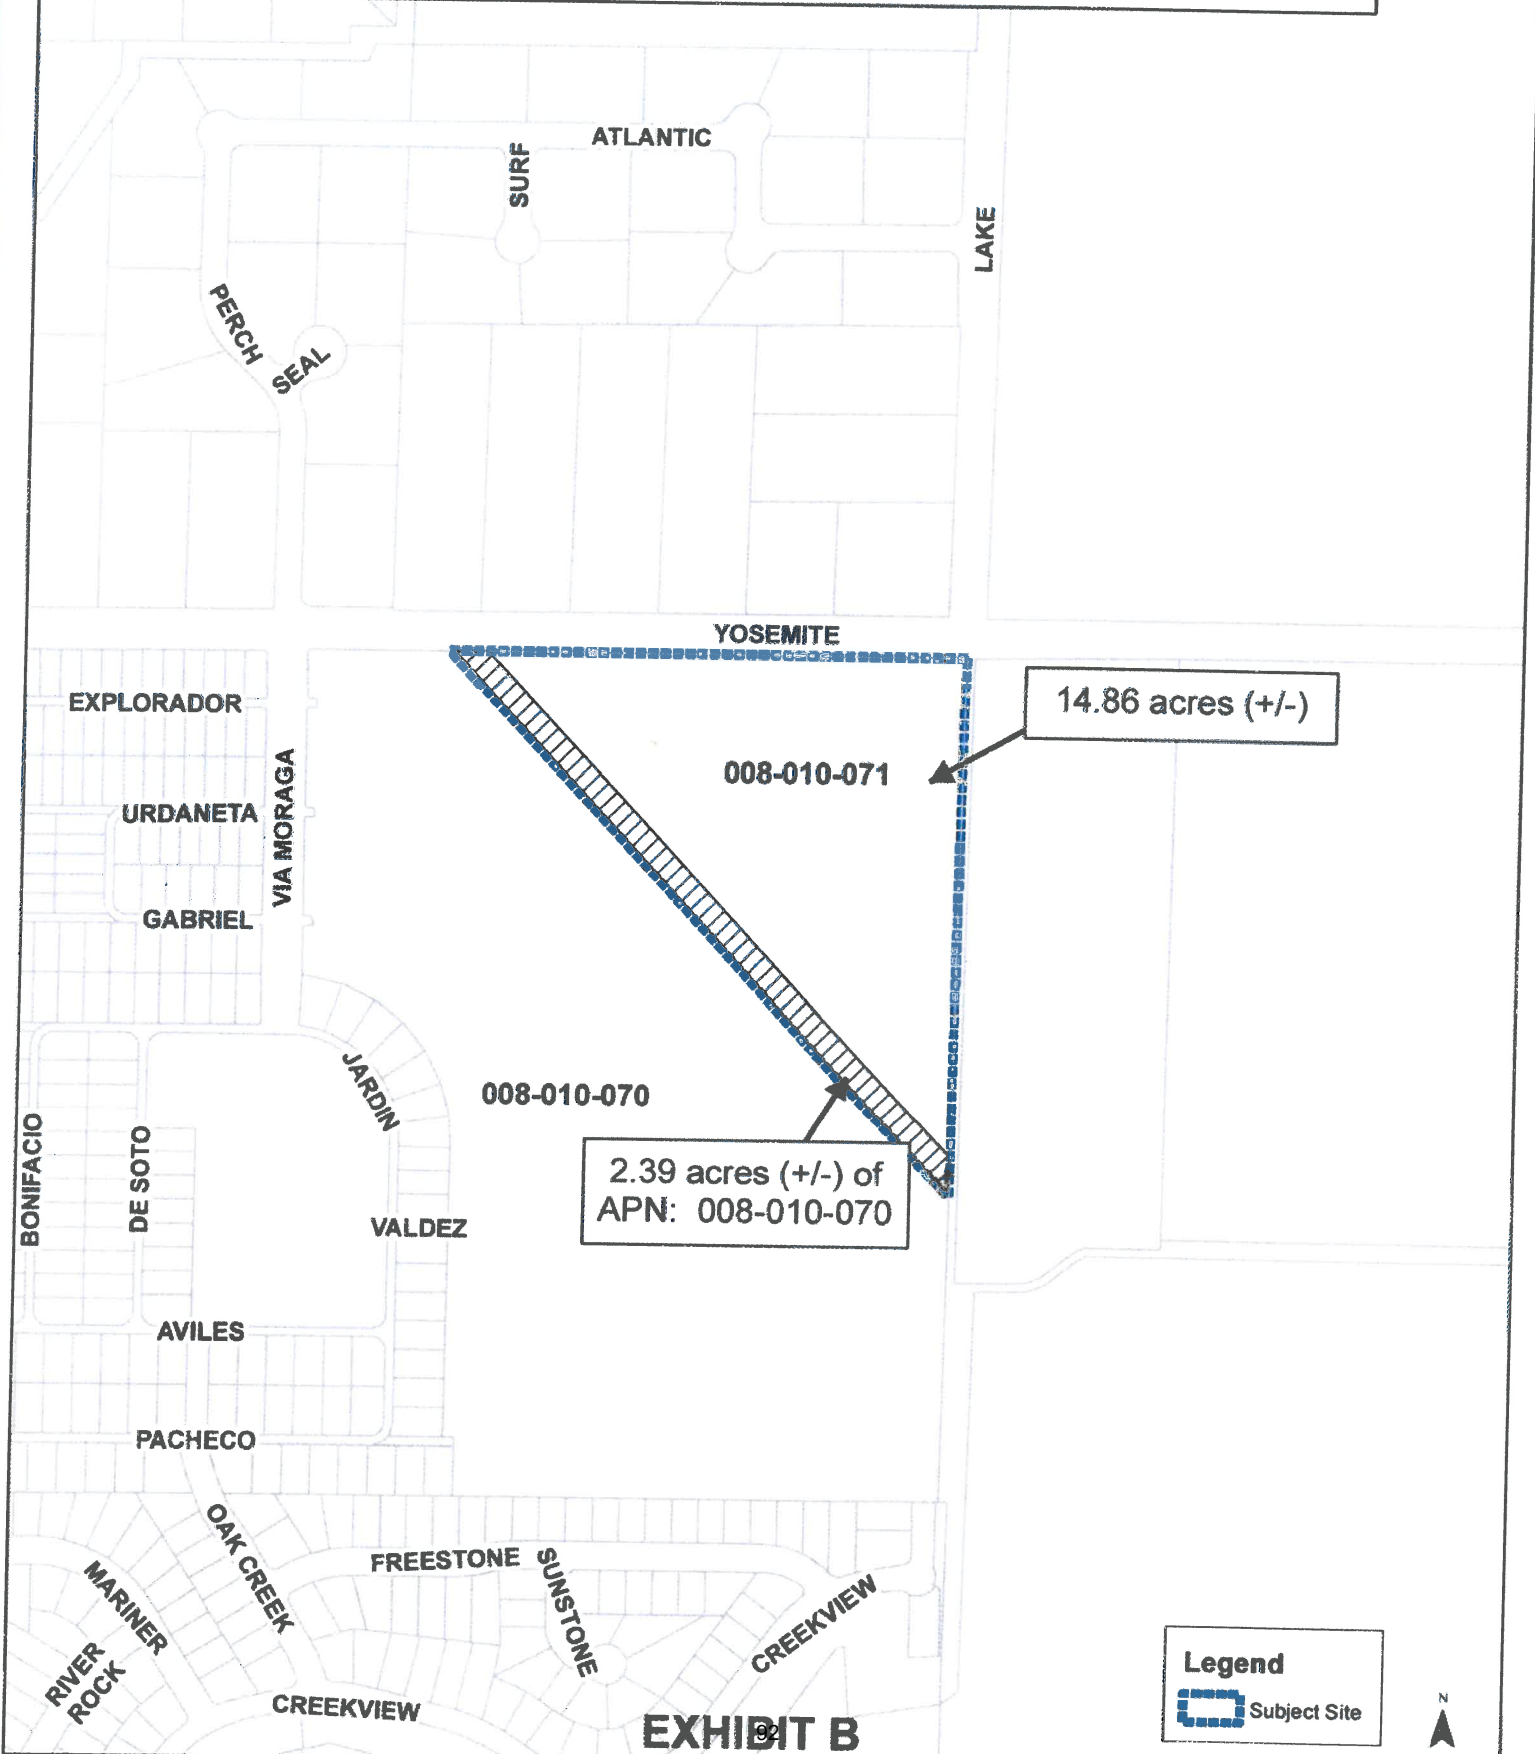 ATLANTIC
SURF
LAKE
PERCH
SEAL
YOSEMITE
EXPLORADOR
14.86 acres (+/-)
008-010-071
URDANETA
VIA MORAGA
GABRIEL
JARDIN
008-010-070
BONIFACIO
DE SOTO
2.39 acres (+/-) of
APN: 008-010-070
VALDEZ
AVILES
PACHECO
OAK CREEK
FREESTONE
SUNSTONE
MARINER
CREEKVIEW
RIVER
ROCK
CREEKVIEW
Legend
Subject Site
N
EXHIBIT B
92